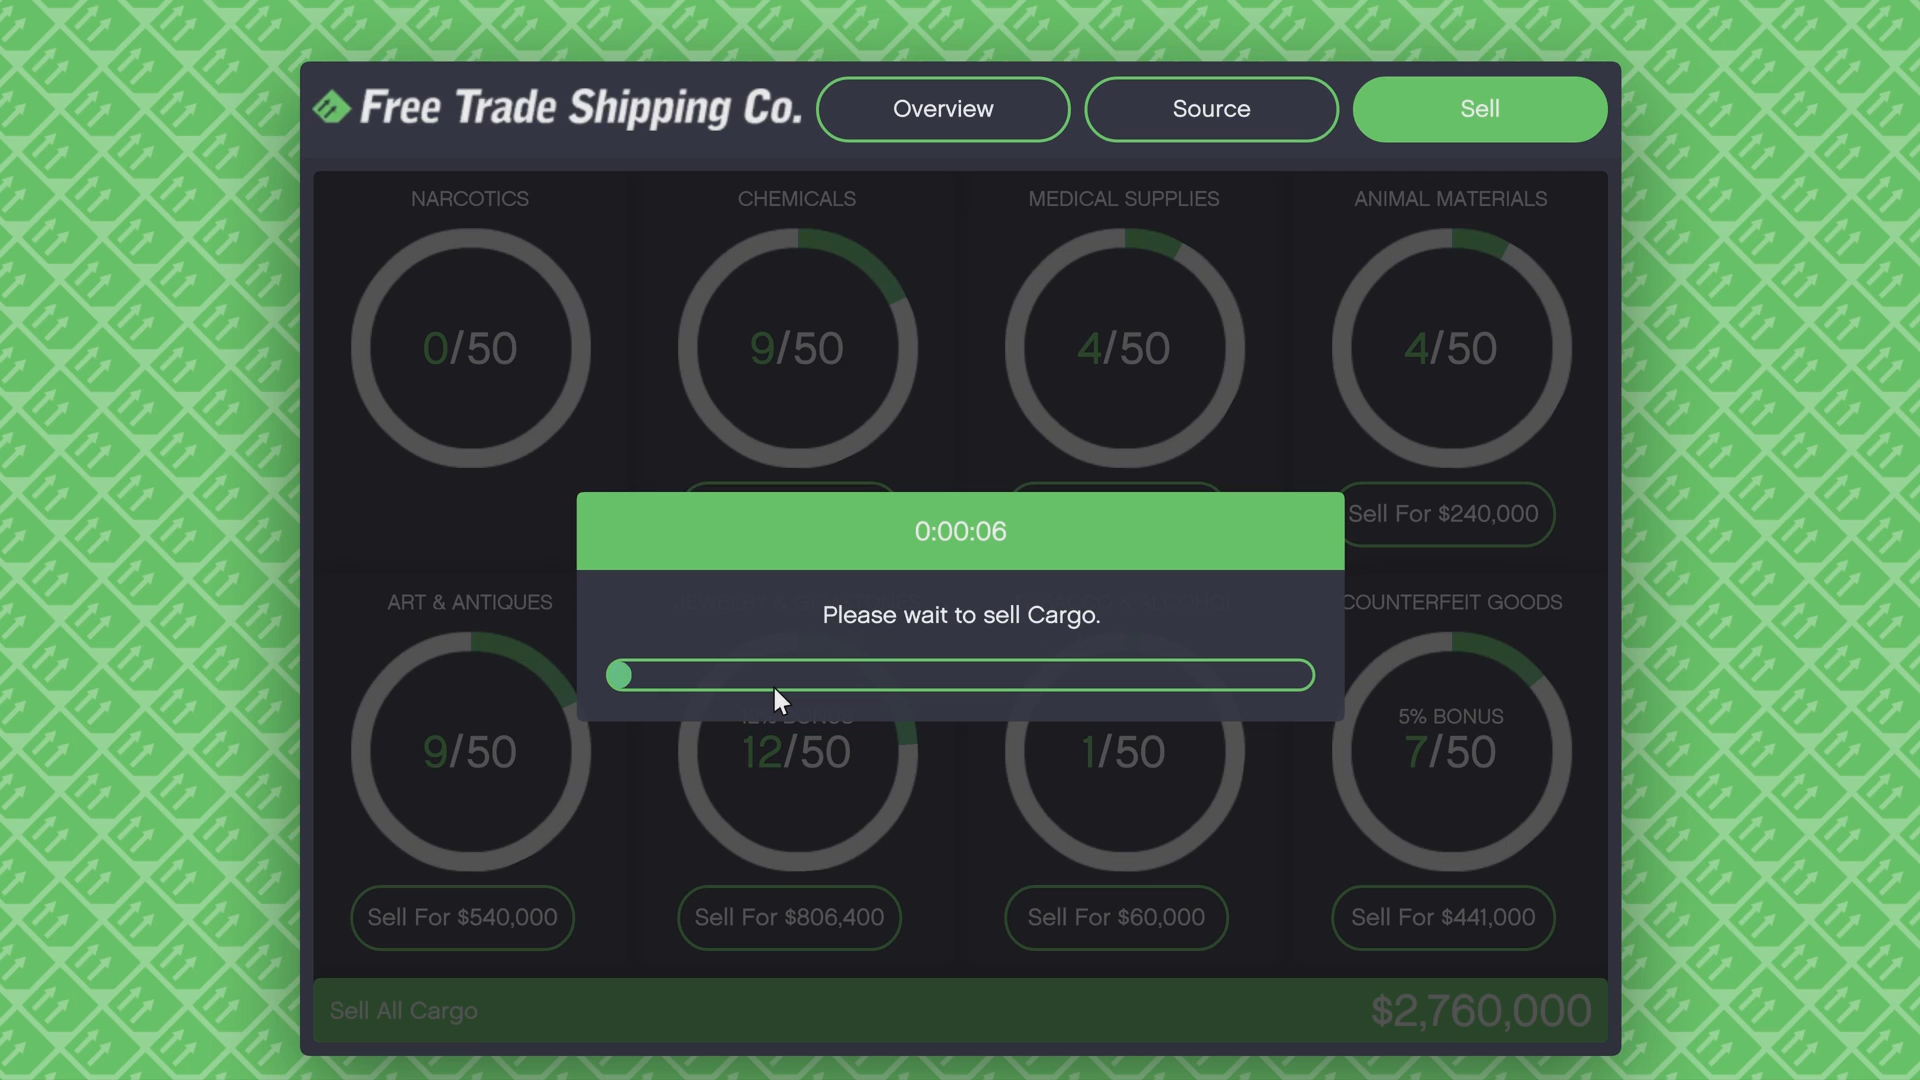 Free Trade Shipping Co.
Overview
Source
Sell
NARCOTICS
CHEMICALS
MEDICAL SUPPLIES
ANIMAL MATERIALS
0/50
9/50
4/50
4/50
Sell For $240,000
0:00:06
Please wait to sell Cargo.
ART & ANTIQUES
COUNTERFEIT GOODS
12% BONUS
5% BONUS
9/50
12/50
1/50
7/50
Sell For $540,000
Sell For $806,400
Sell For $60,000
Sell For $441,000
Sell All Cargo
$2,760,000